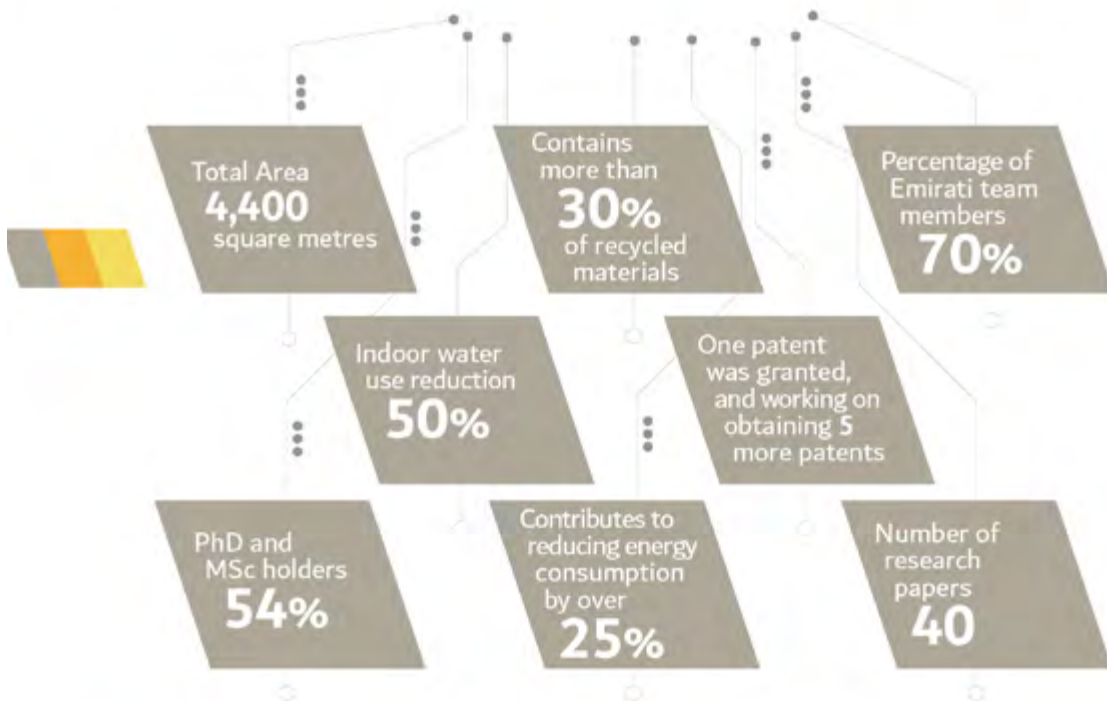 Total Area
4,400
square metres
Contains
more than
30%
of recycled
materials
Percentage of
Emirati team
members
70%
Indoor water
use reduction
50%
One patent
was granted,
and working on
obtaining 5
more patents
PhD and
MSc holders
54%
Contributes to
reducing energy
consumption
by over
25%
Number of
research
papers
40